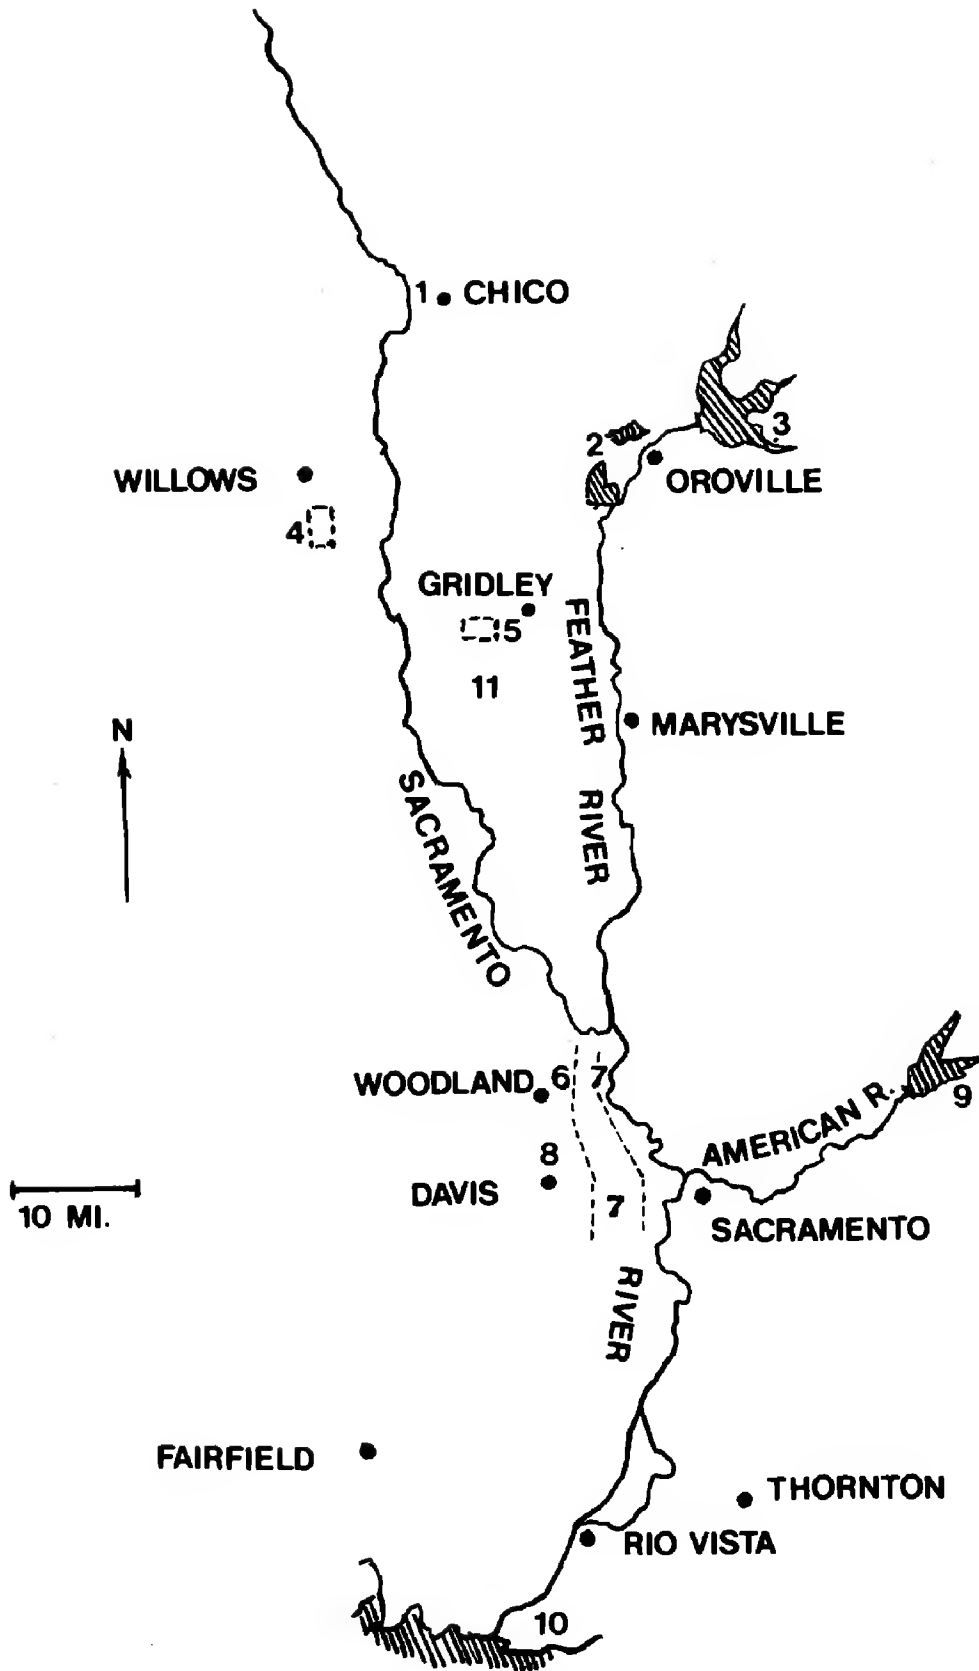 1 CHICO
3
2
OROVILLE
WILLOWS
4
GRIDLEY
5
11
FEATHER RIVER
MARYSVILLE
N
SACRAMENTO RIVER
WOODLAND 6 7
AMERICAN R.
9
8
DAVIS
7
10 MI.
SACRAMENTO
FAIRFIELD
THORNTON
RIO VISTA
10